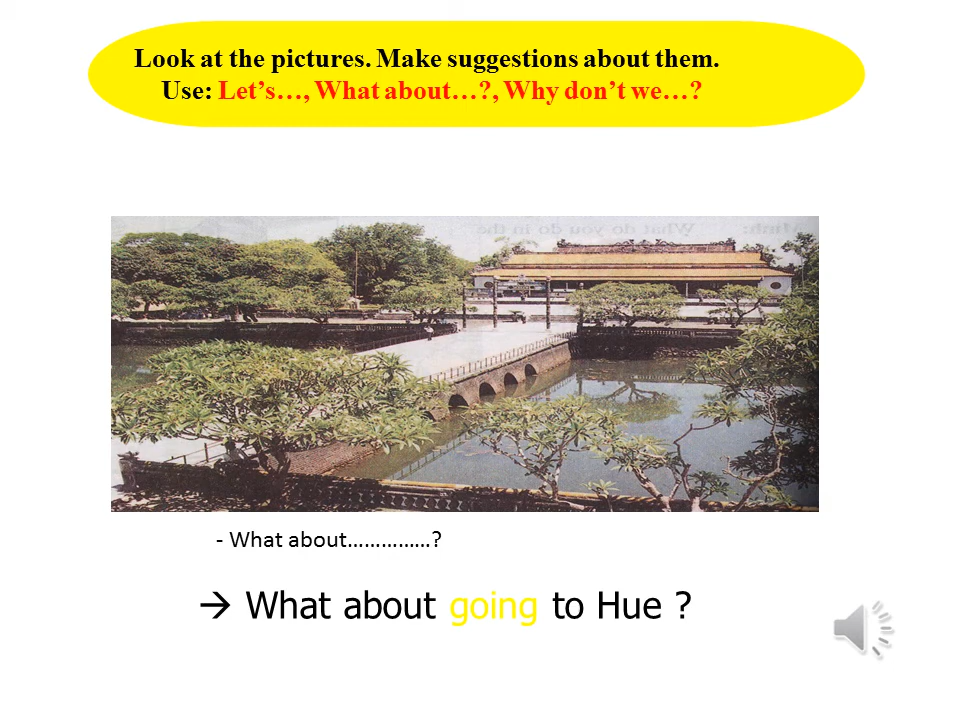 Look at the pictures. Make suggestions about them.
Use: Let’s…, What about…?, Why don’t we…?
- What about……………?
→ What about going to Hue ?